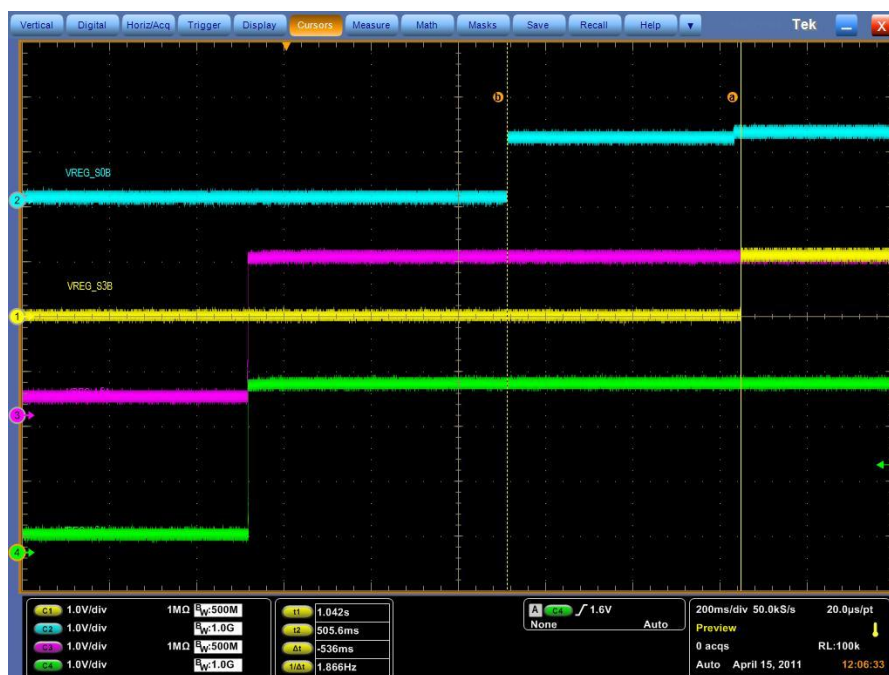 Vertical Digital Horiz/Acq Trigger Display Cursors Measure Math Masks Save Recall Help Tek X
b a
VREG_S0B
2
VREG_S3B
1
3
4
C1 1.0V/div 1MΩ BW:500M
C2 1.0V/div BW:1.0G
C3 1.0V/div 1MΩ BW:500M
C4 1.0V/div BW:1.0G
t1 1.042s
t2 505.6ms
Δt -536ms
1/Δt 1.866Hz
A C4 1.6V
None Auto
200ms/div 50.0kS/s 20.0µs/pt
Preview
0 acqs RL:100k
Auto April 15, 2011 12:06:33